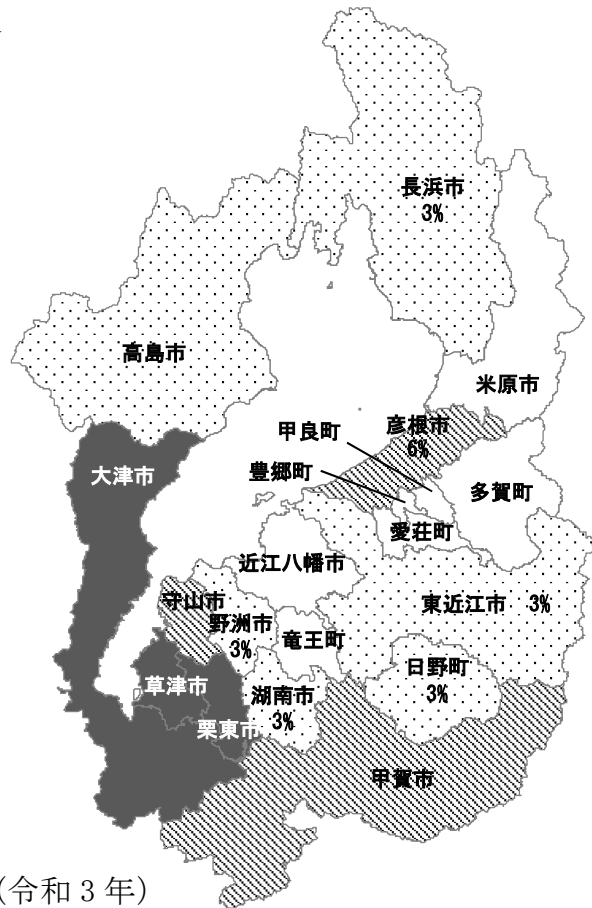 長浜市
3%
高島市
米原市
彦根市
6%
甲良町
豊郷町
大津市
多賀町
愛荘町
近江八幡市
守山市
東近江市 3%
野洲市
3%
竜王町
日野町
3%
草津市
湖南市
3%
栗東市
甲賀市
(令和3年)